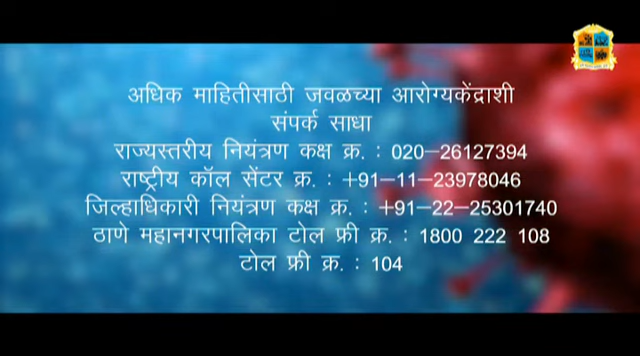 अधिक माहितीसाठी जवळच्या आरोग्यकेंद्राशी
संपर्क साधा
राज्यस्तरीय नियंत्रण कक्ष क्र. : 020–26127394
राष्ट्रीय कॉल सेंटर क्र. : +91–11–23978046
जिल्हाधिकारी नियंत्रण कक्ष क्र. : +91–22–25301740
ठाणे महानगरपालिका टोल फ्री क्र. : 1800 222 108
टोल फ्री क्र. : 104